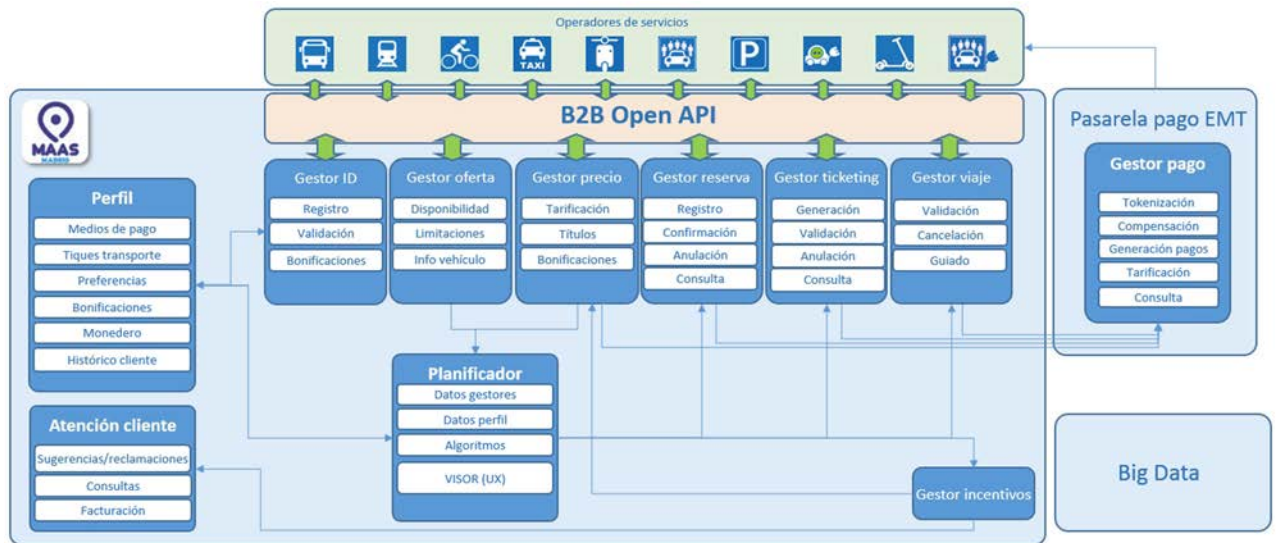 Operadores de servicios
TAXI
P
B2B Open API
MAAS
MADRID
Perfil
Medios de pago
Tiques transporte
Preferencias
Bonificaciones
Monedero
Histórico cliente
Atención cliente
Sugerencias/reclamaciones
Consultas
Facturación
Gestor ID
Registro
Validación
Bonificaciones
Gestor oferta
Disponibilidad
Limitaciones
Info vehículo
Gestor precio
Tarificación
Títulos
Bonificaciones
Gestor reserva
Registro
Confirmación
Anulación
Consulta
Gestor ticketing
Generación
Validación
Anulación
Consulta
Gestor viaje
Validación
Cancelación
Guiado
Planificador
Datos gestores
Datos perfil
Algoritmos
VISOR (UX)
Gestor incentivos
Pasarela pago EMT
Gestor pago
Tokenización
Compensación
Generación pagos
Tarificación
Consulta
Big Data